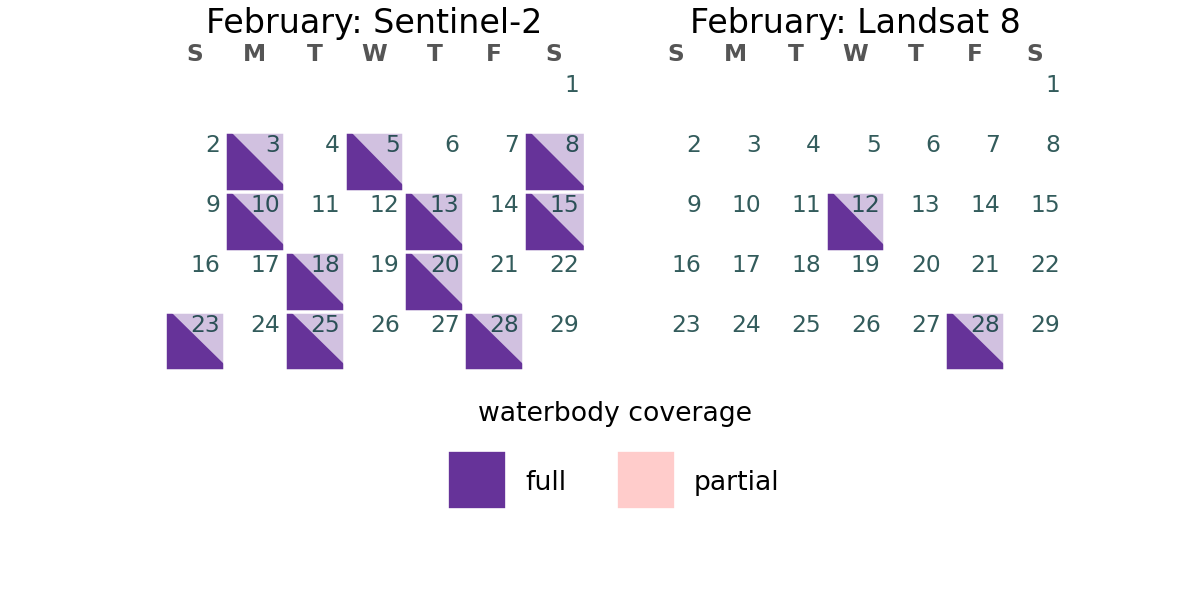 February: Sentinel-2
S M T W T F S
1
2 3 4 5 6 7 8
9 10 11 12 13 14 15
16 17 18 19 20 21 22
23 24 25 26 27 28 29
February: Landsat 8
S M T W T F S
1
2 3 4 5 6 7 8
9 10 11 12 13 14 15
16 17 18 19 20 21 22
23 24 25 26 27 28 29
waterbody coverage
full
partial